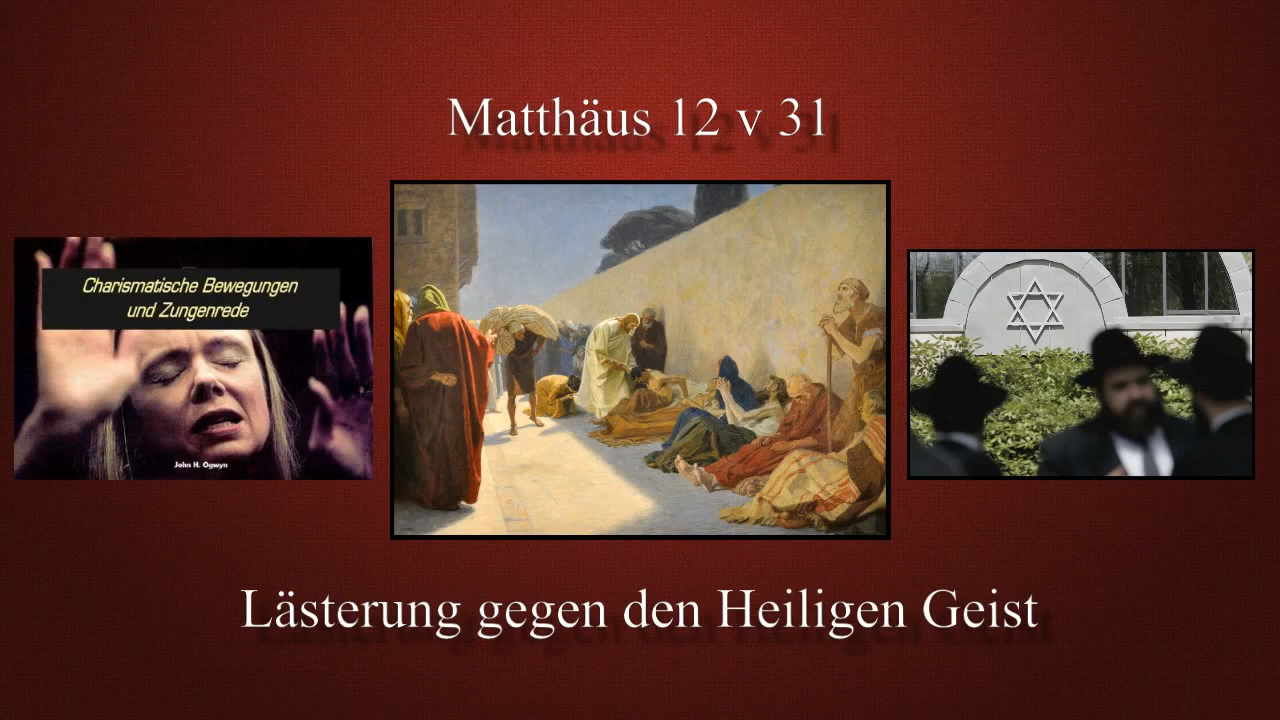 Matthäus 12 v 31
Charismatische Bewegungen
und Zungenrede
John H. Ogwyn
Lästerung gegen den Heiligen Geist